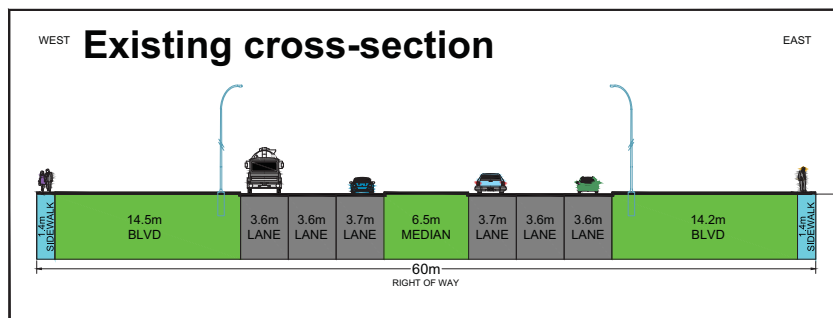 WEST
Existing cross-section
EAST
1.4m
SIDEWALK
14.5m
BLVD
3.6m
LANE
3.6m
LANE
3.7m
LANE
6.5m
MEDIAN
3.7m
LANE
3.6m
LANE
3.6m
LANE
14.2m
BLVD
1.4m
SIDEWALK
60m
RIGHT OF WAY